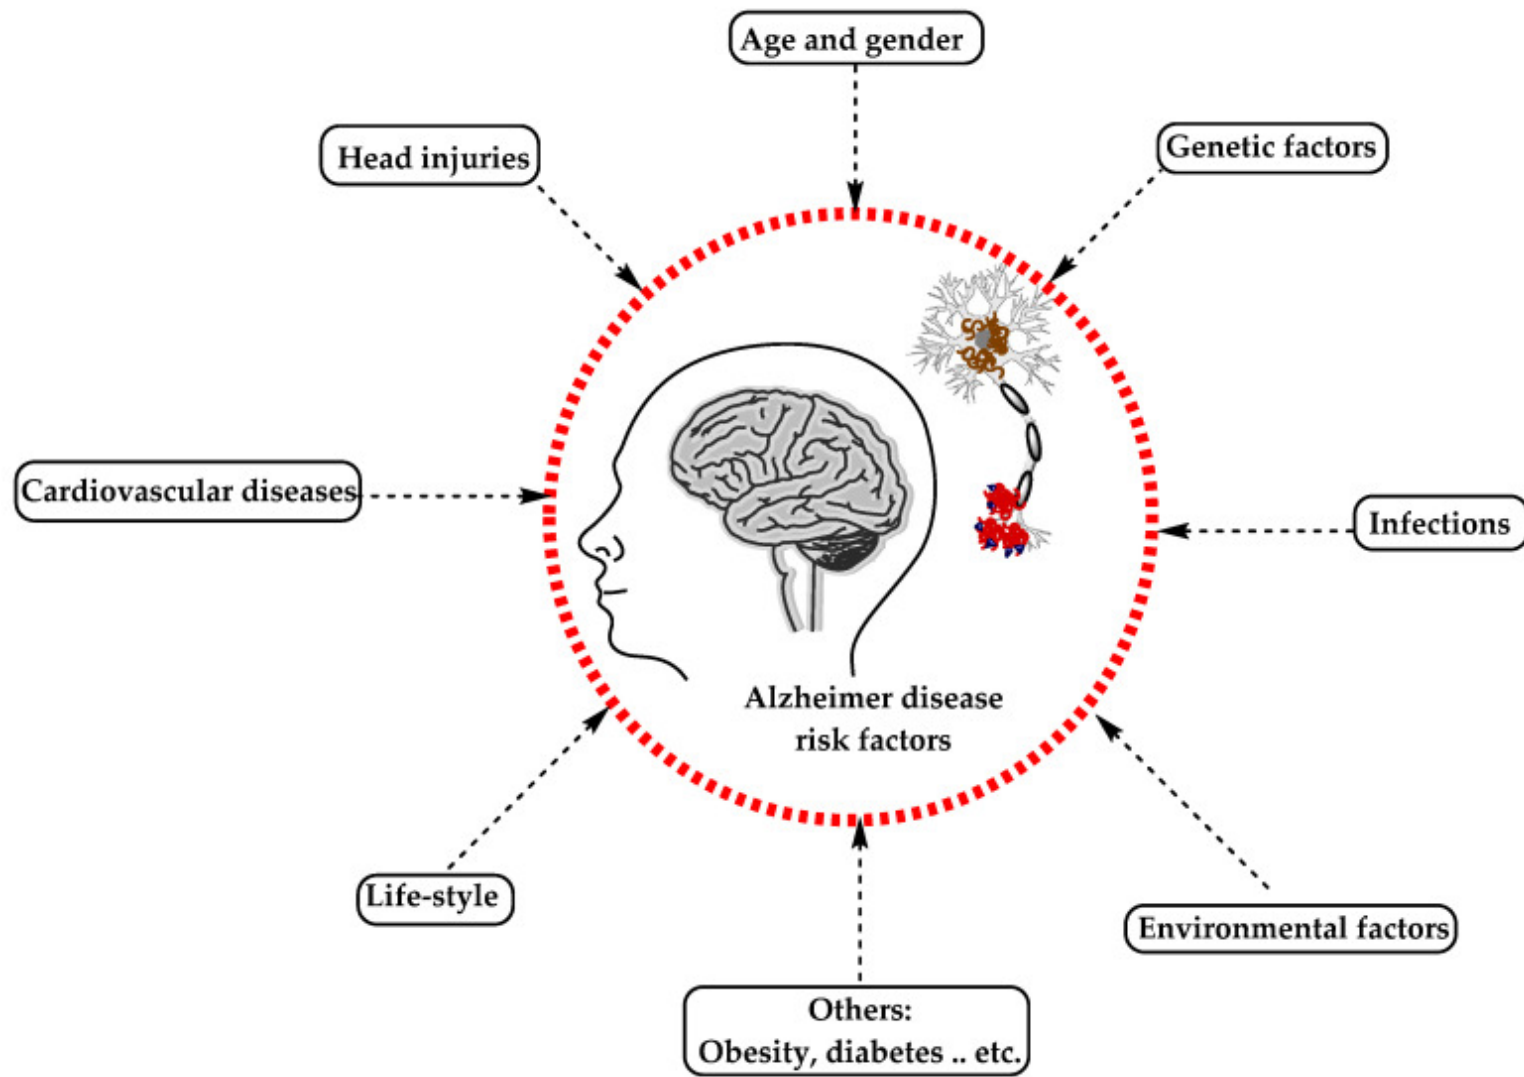 Age and gender
Head injuries
Genetic factors
Cardiovascular diseases
Infections
Alzheimer disease
risk factors
Life-style
Environmental factors
Others:
Obesity, diabetes .. etc.